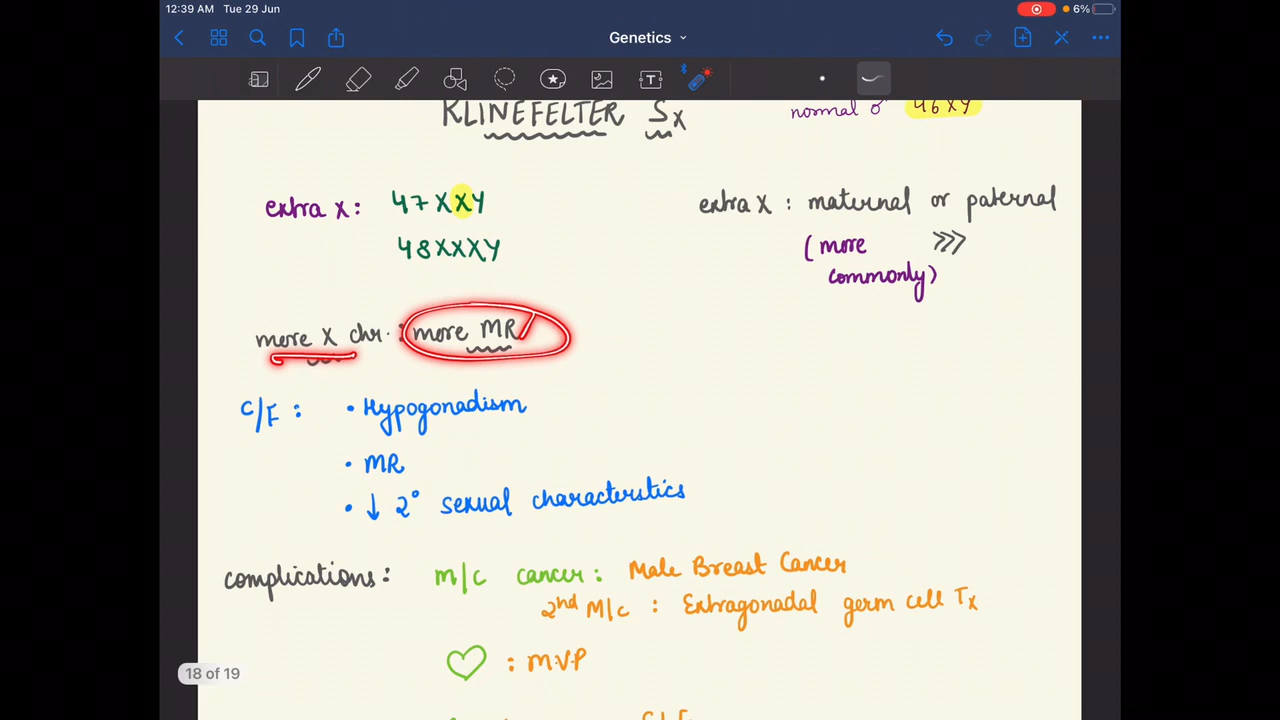 12:39 AM Tue 29 Jun
6%
Genetics
KLINEFELTER Sx
normal ♂ 46XY
extra X: 47XXY
48XXXY
extra X : maternal or paternal
(more >>>
commonly)
more X chr. : more MR
C/F : • Hypogonadism
• MR
• ↓ 2° sexual characterstics
complications: m/c cancer: Male Breast Cancer
2nd M/c : Extragonadal germ cell Tx
♡ : MVP
18 of 19